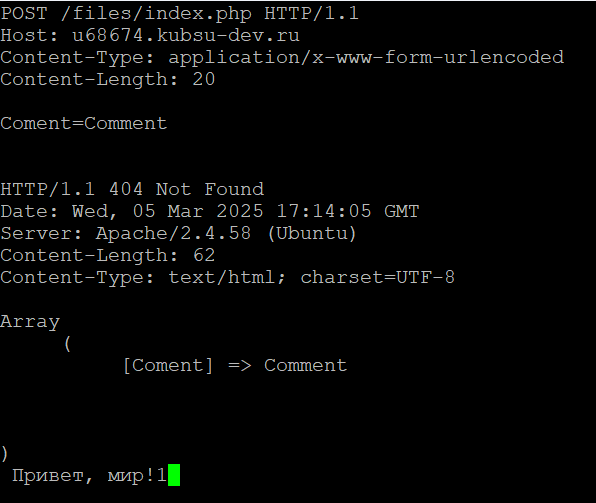 POST /files/index.php HTTP/1.1
Host: u68674.kubsu-dev.ru
Content-Type: application/x-www-form-urlencoded
Content-Length: 20
Coment=Comment
HTTP/1.1 404 Not Found
Date: Wed, 05 Mar 2025 17:14:05 GMT
Server: Apache/2.4.58 (Ubuntu)
Content-Length: 62
Content-Type: text/html; charset=UTF-8
Array
(
[Coment] => Comment
)
Привет, мир!1